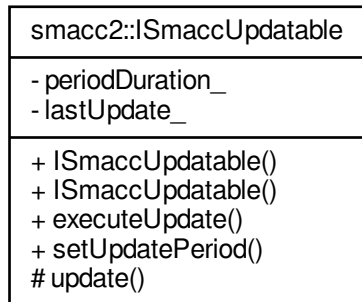 smacc2::ISmaccUpdatable
- periodDuration_
- lastUpdate_
+ ISmaccUpdatable()
+ ISmaccUpdatable()
+ executeUpdate()
+ setUpdatePeriod()
# update()